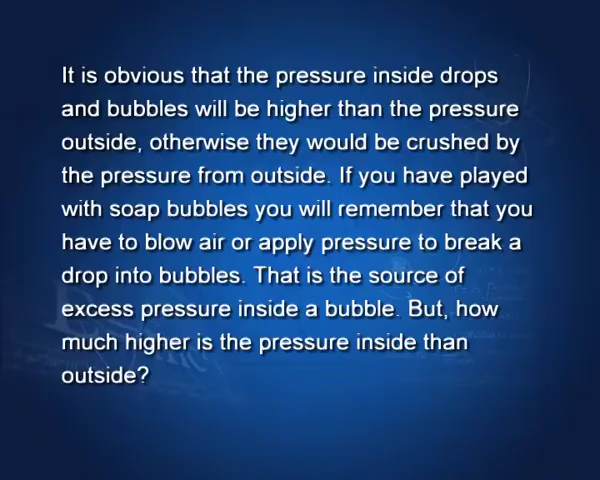 It is obvious that the pressure inside drops
and bubbles will be higher than the pressure
outside, otherwise they would be crushed by
the pressure from outside. If you have played
with soap bubbles you will remember that you
have to blow air or apply pressure to break a
drop into bubbles. That is the source of
excess pressure inside a bubble. But, how
much higher is the pressure inside than
outside?